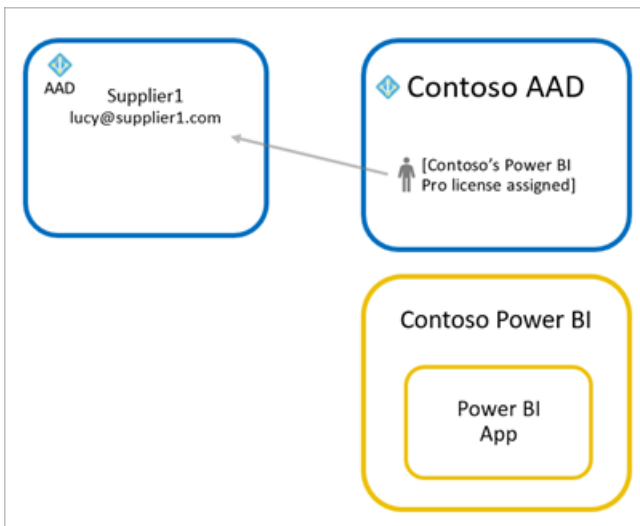 AAD
Supplier1
lucy@supplier1.com
Contoso AAD
[Contoso's Power BI
Pro license assigned]
Contoso Power BI
Power BI
App